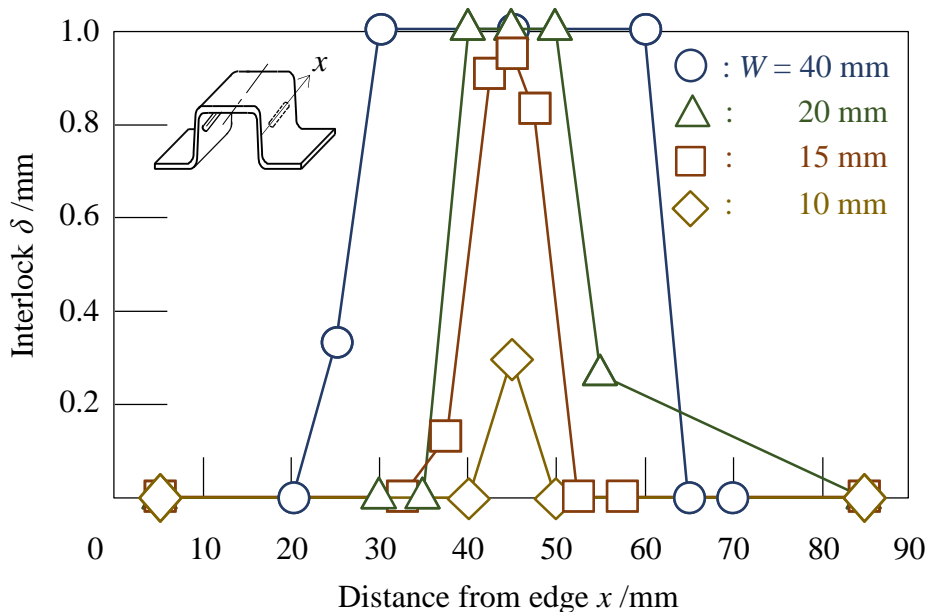 1.0
0.8
0.6
0.4
0.2
Interlock δ /mm
x
: W = 40 mm
: 20 mm
: 15 mm
: 10 mm
0 10 20 30 40 50 60 70 80 90
Distance from edge x /mm